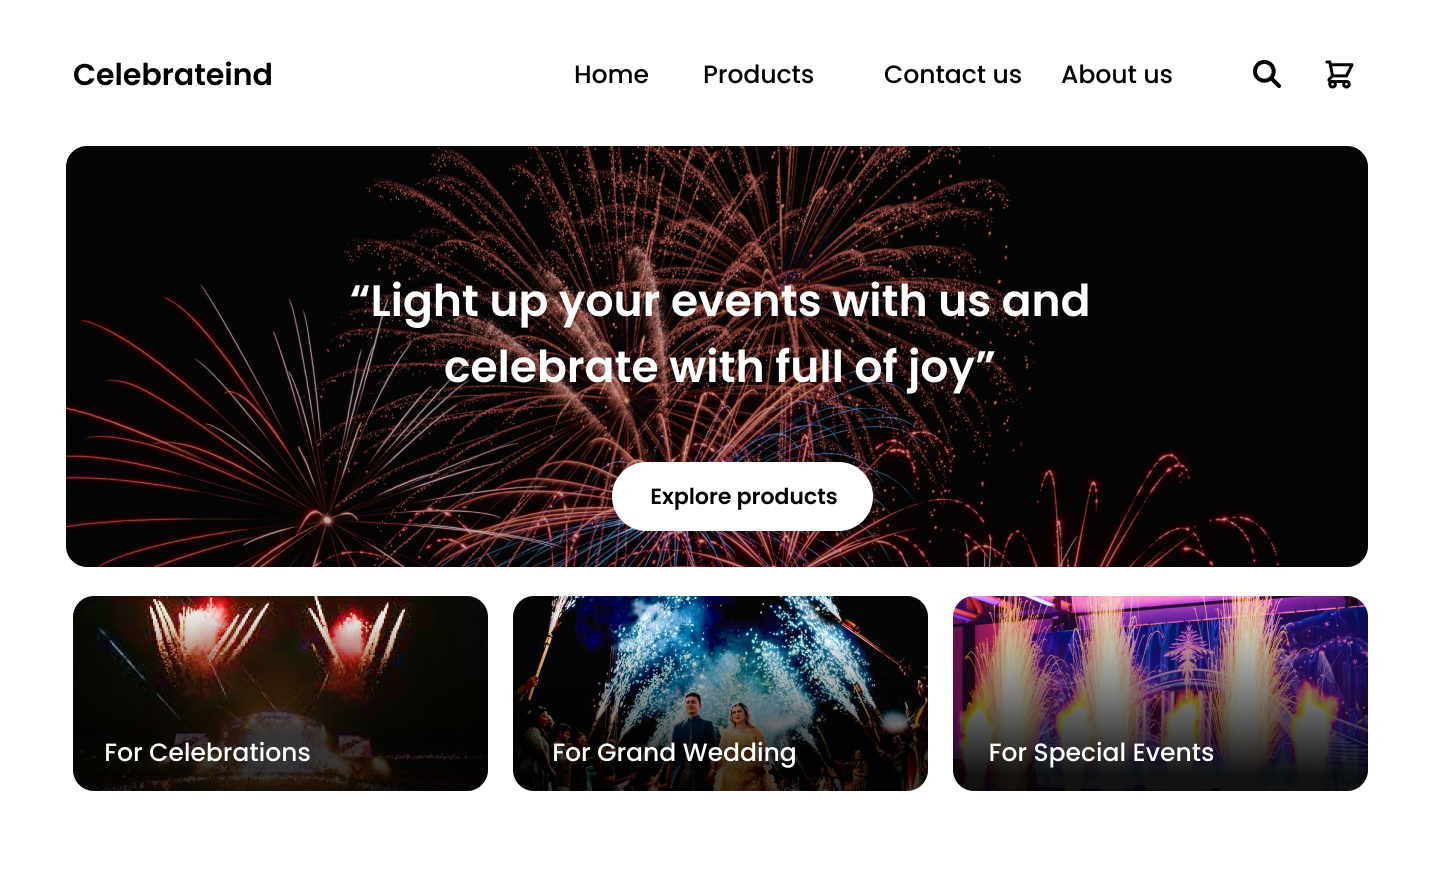 Celebrateind
Home
Products
Contact us
About us
“Light up your events with us and
celebrate with full of joy”
Explore products
For Celebrations
For Grand Wedding
For Special Events